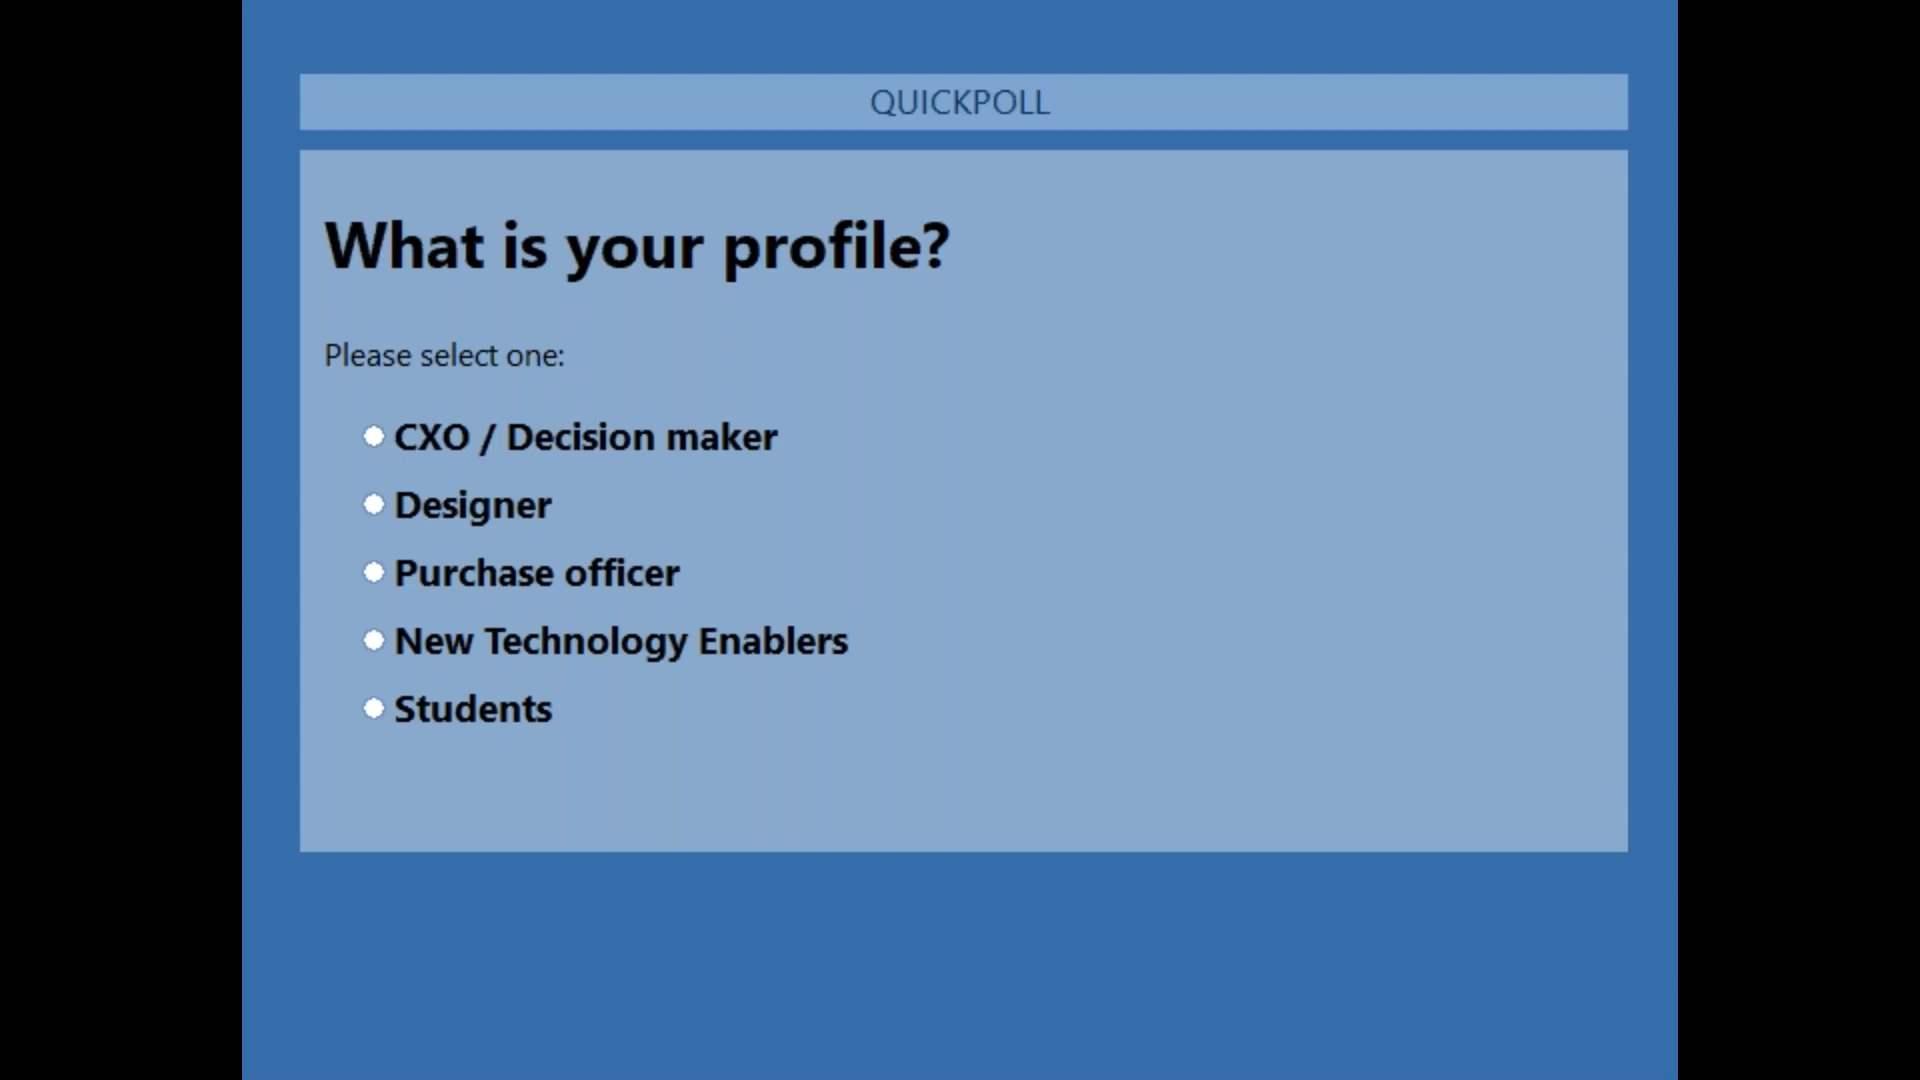 QUICKPOLL
What is your profile?
Please select one:
CXO / Decision maker
Designer
Purchase officer
New Technology Enablers
Students